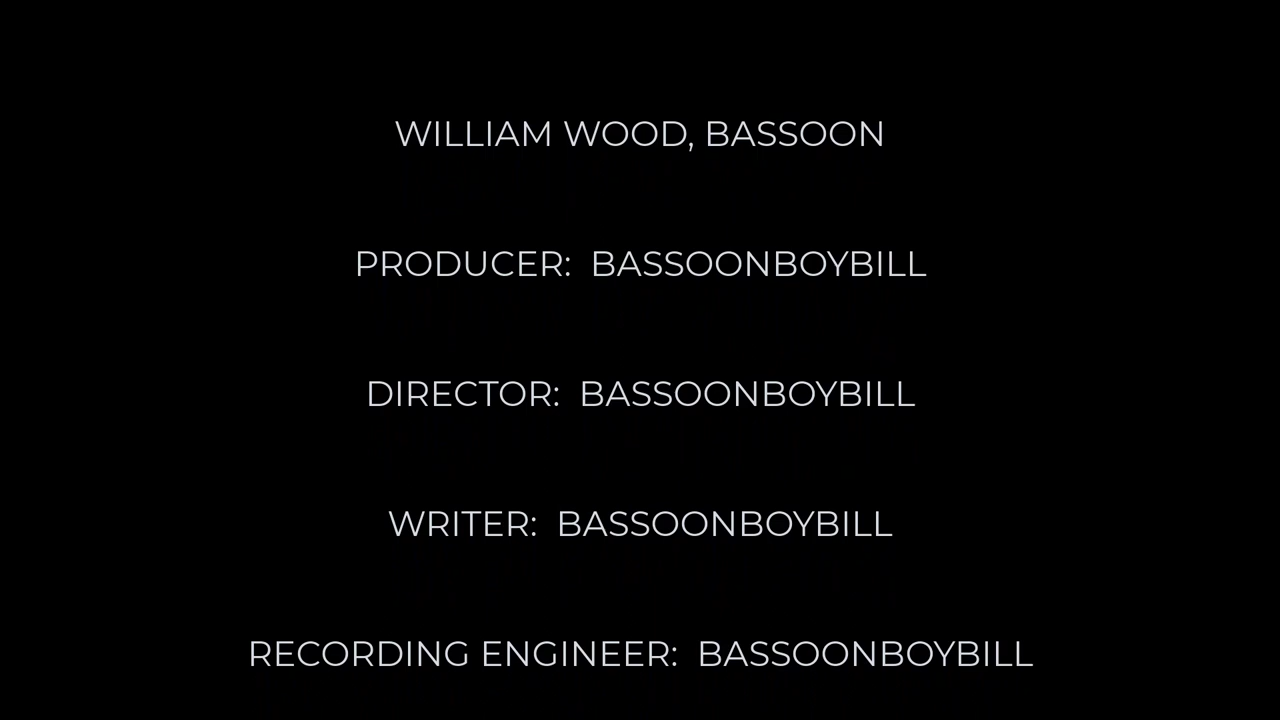 WILLIAM WOOD, BASSOON
PRODUCER:  BASSOONBOYBILL
DIRECTOR:  BASSOONBOYBILL
WRITER:  BASSOONBOYBILL
RECORDING ENGINEER:  BASSOONBOYBILL